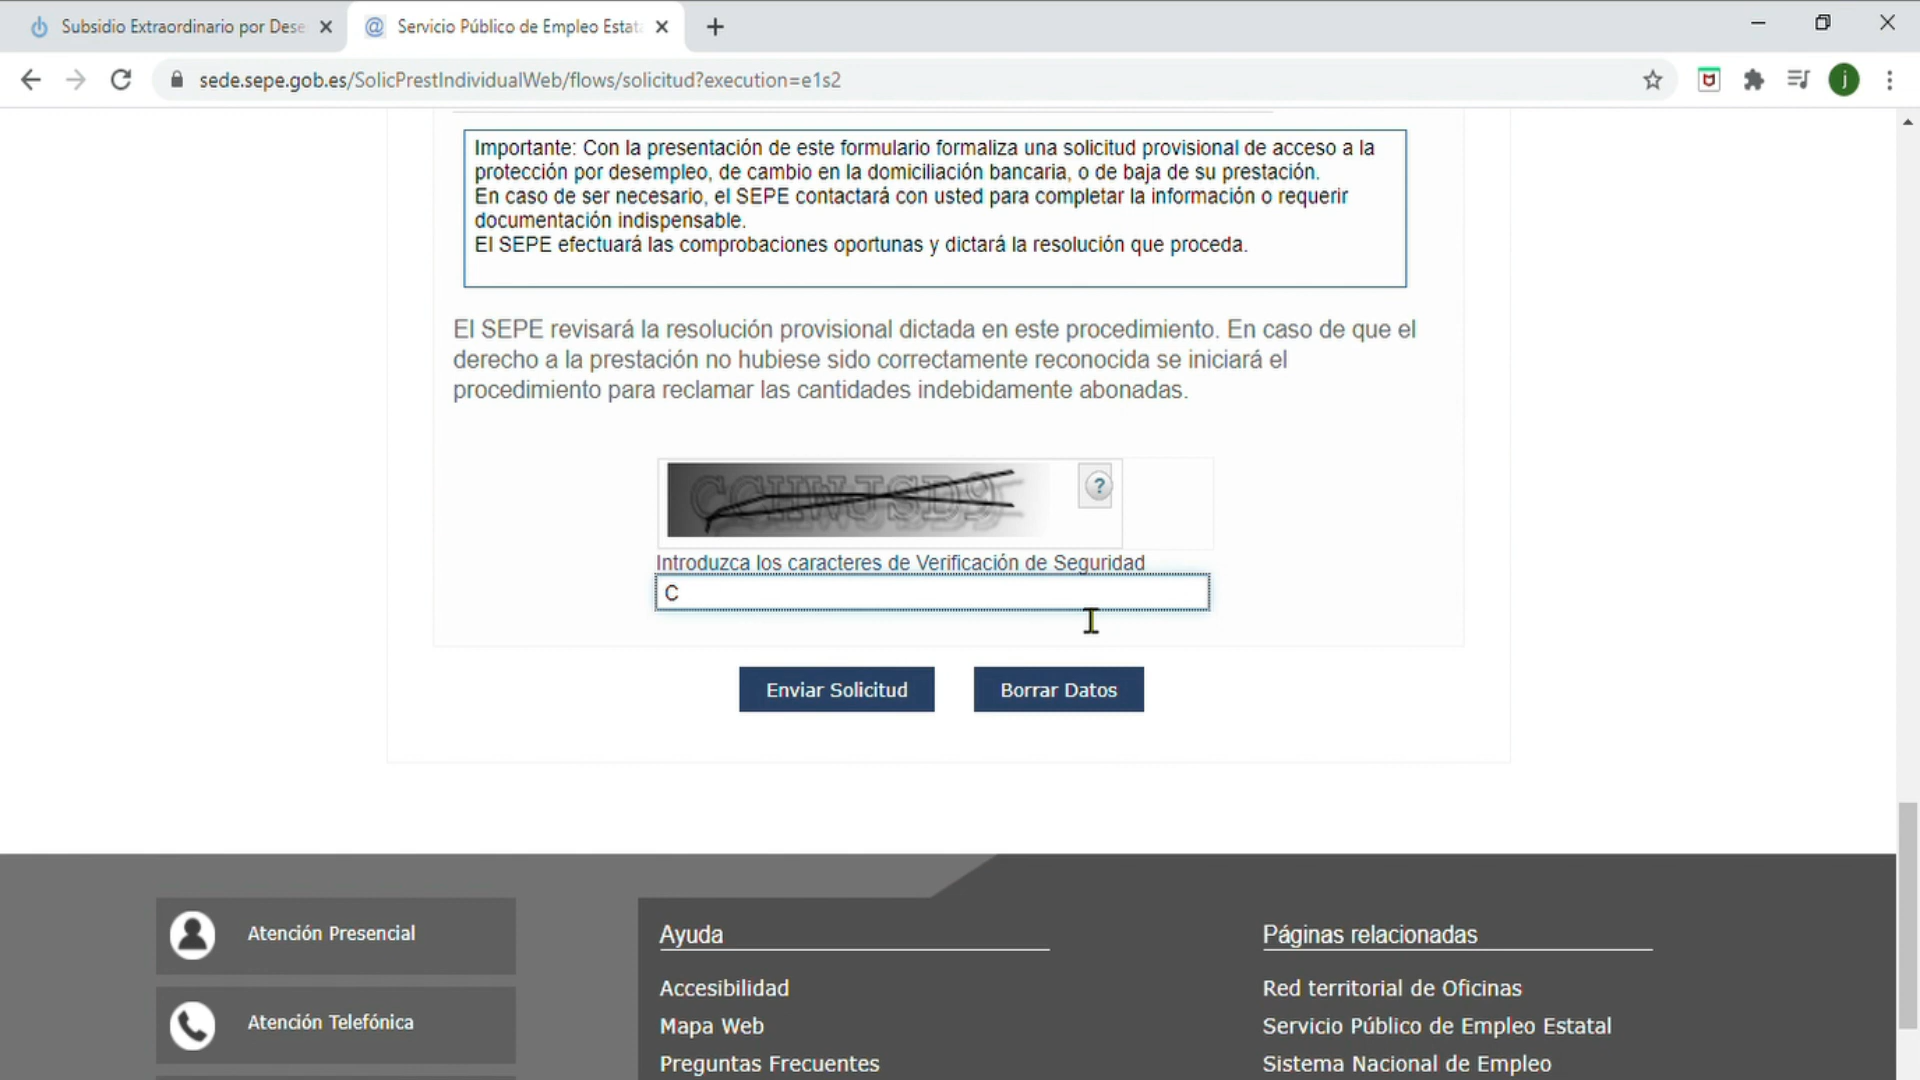 Subsidio Extraordinario por Dese
Servicio Público de Empleo Estat
sede.sepe.gob.es/SolicPrestIndividualWeb/flows/solicitud?execution=e1s2
j
Importante: Con la presentación de este formulario formaliza una solicitud provisional de acceso a la
protección por desempleo, de cambio en la domiciliación bancaria, o de baja de su prestación.
En caso de ser necesario, el SEPE contactará con usted para completar la información o requerir
documentación indispensable.
El SEPE efectuará las comprobaciones oportunas y dictará la resolución que proceda.
El SEPE revisará la resolución provisional dictada en este procedimiento. En caso de que el
derecho a la prestación no hubiese sido correctamente reconocida se iniciará el
procedimiento para reclamar las cantidades indebidamente abonadas.
?
Introduzca los caracteres de Verificación de Seguridad
C
Enviar Solicitud
Borrar Datos
Atención Presencial
Atención Telefónica
Ayuda
Accesibilidad
Mapa Web
Preguntas Frecuentes
Páginas relacionadas
Red territorial de Oficinas
Servicio Público de Empleo Estatal
Sistema Nacional de Empleo